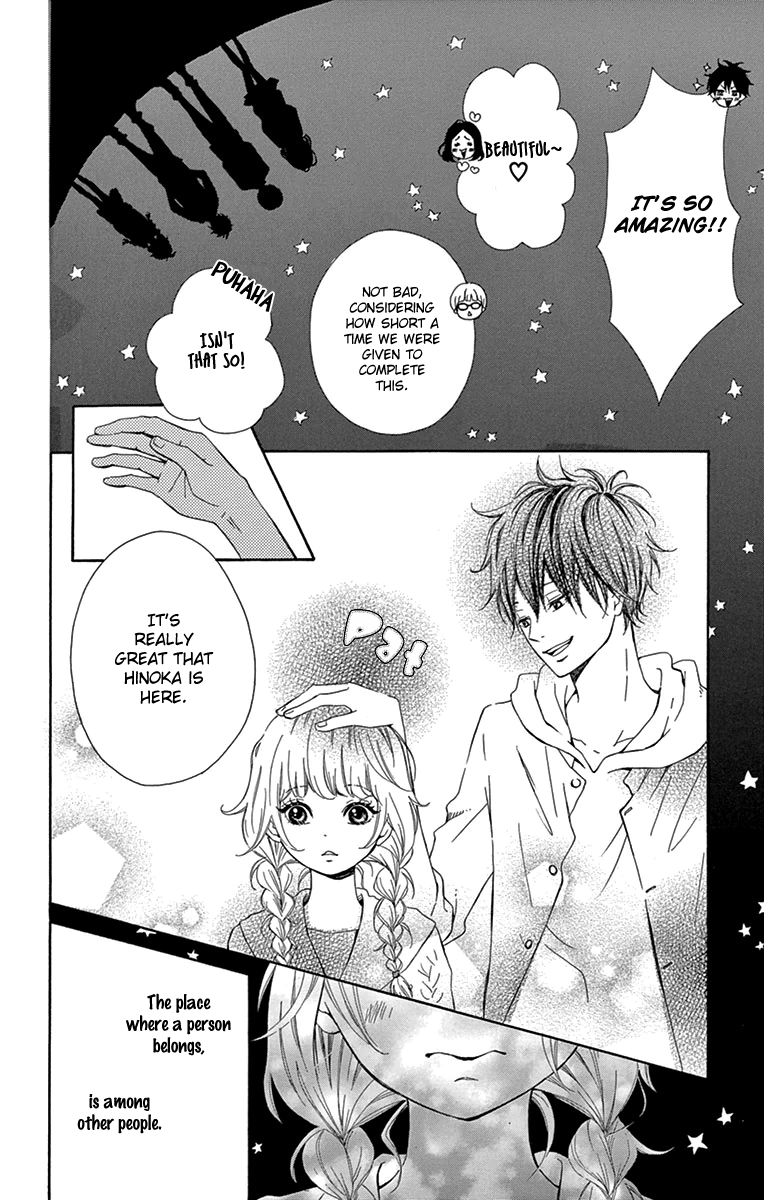 IT'S SO
AMAZING!!
BEAUTIFUL~
♡
NOT BAD,
CONSIDERING
HOW SHORT A
TIME WE WERE
GIVEN TO
COMPLETE
THIS.
PUHAHA
ISN'T
THAT SO!
Pat
IT'S
REALLY
GREAT THAT
HINOKA IS
HERE.
The place
where a person
belongs,
is among
other people.